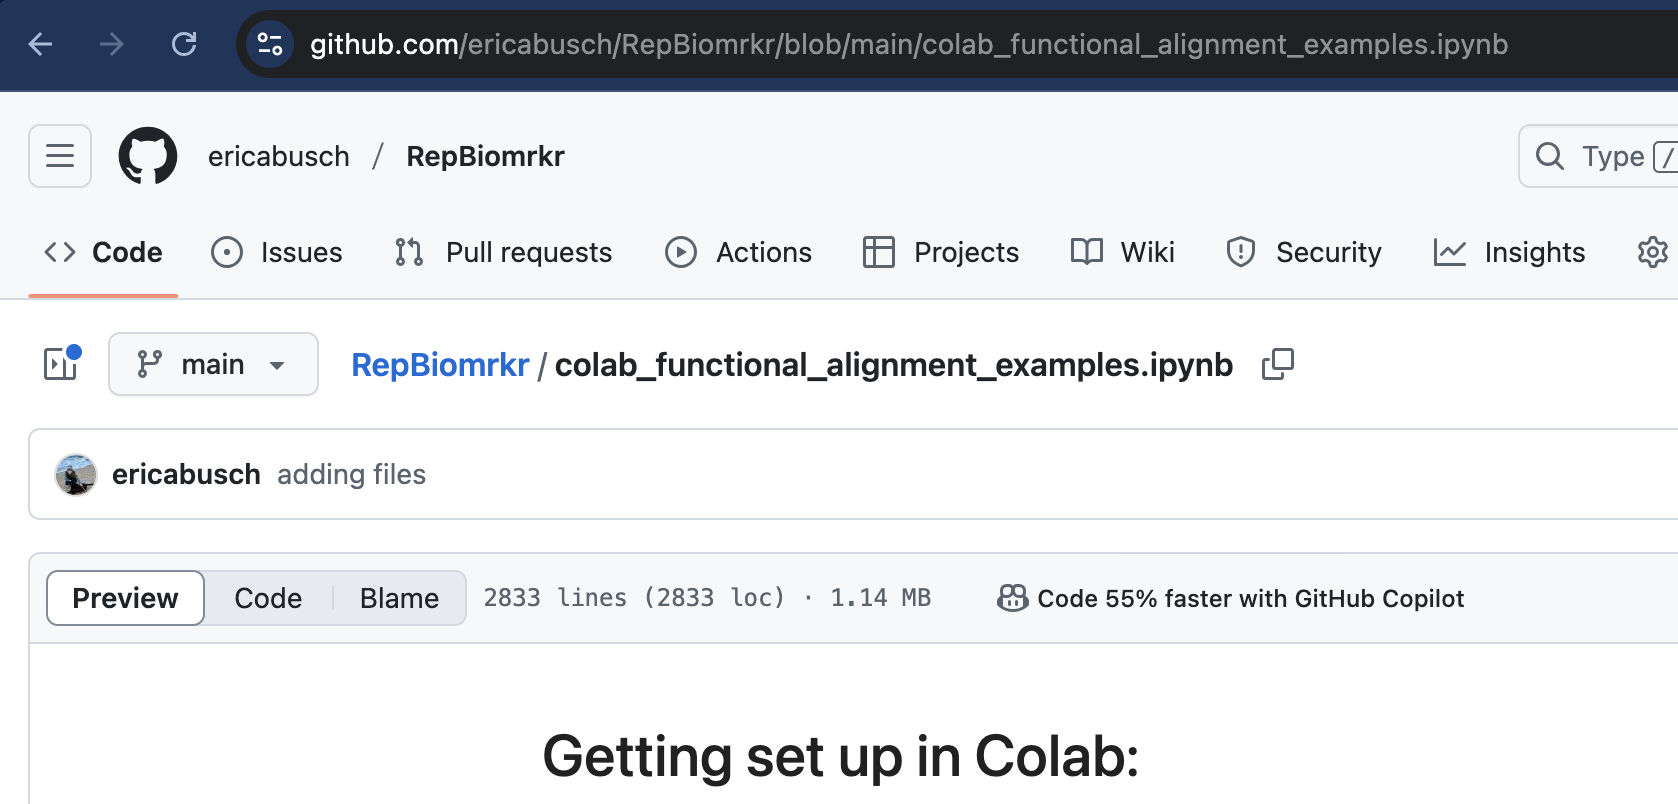 github.com/ericabusch/RepBiomrkr/blob/main/colab_functional_alignment_examples.ipynb
ericabusch / RepBiomrkr
Type /
Code Issues Pull requests Actions Projects Wiki Security Insights
main RepBiomrkr / colab_functional_alignment_examples.ipynb
ericabusch adding files
Preview Code Blame 2833 lines (2833 loc) · 1.14 MB Code 55% faster with GitHub Copilot
Getting set up in Colab: